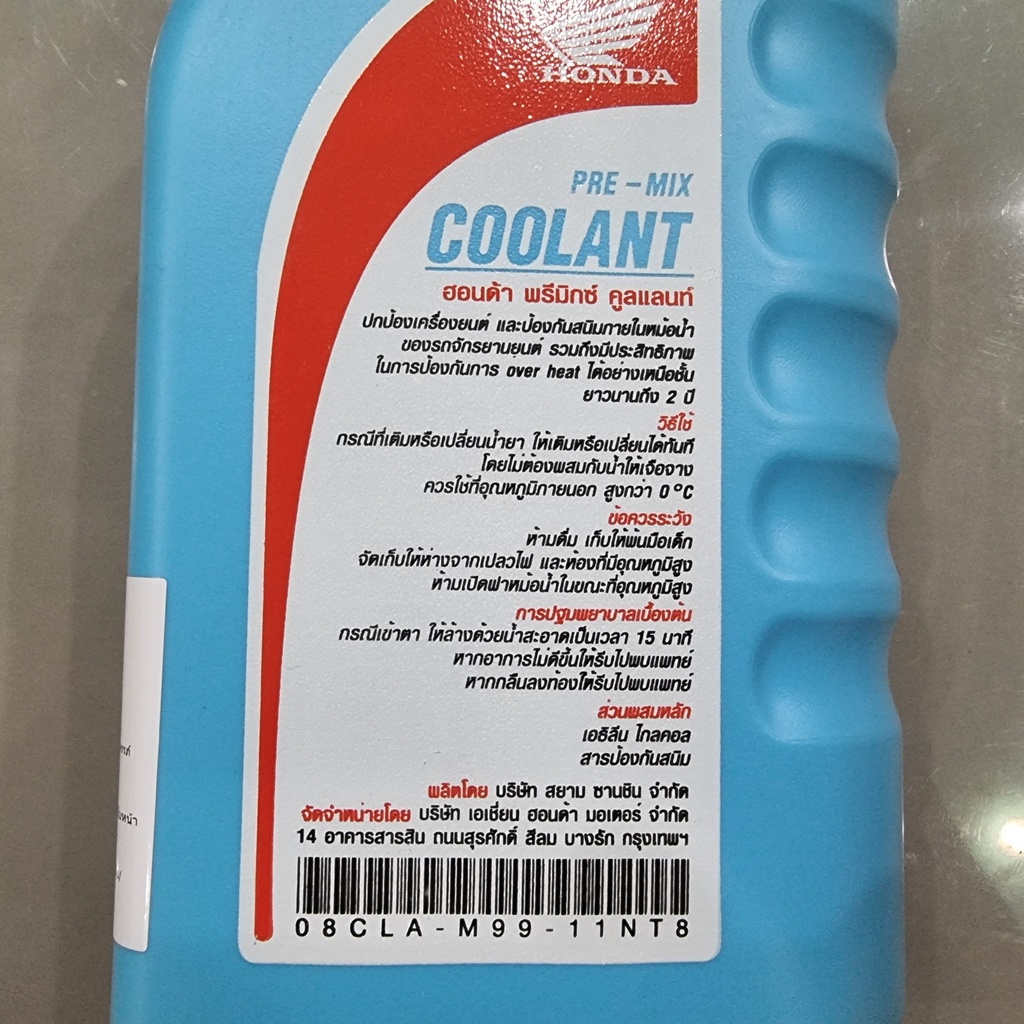 HONDA
PRE-MIX
COOLANT
ฮอนด้า พรีมิกซ์ คูลแลนท์
ปกป้องเครื่องยนต์ และป้องกันสนิมภายในหม้อน้ำ
ของรถจักรยานยนต์ รวมถึงมีประสิทธิภาพ
ในการป้องกันการ over heat ได้อย่างเหนือชั้น
ยาวนานถึง 2 ปี
วิธีใช้
กรณีที่เติมหรือเปลี่ยนน้ำยา ให้เติมหรือเปลี่ยนได้ทันที
โดยไม่ต้องผสมกับน้ำให้เจือจาง
ควรใช้ที่อุณหภูมิภายนอก สูงกว่า 0°C
ข้อควรระวัง
ห้ามดื่ม เก็บให้พ้นมือเด็ก
จัดเก็บให้ห่างจากเปลวไฟ และห้องที่มีอุณหภูมิสูง
ห้ามเปิดฝาหม้อน้ำในขณะที่อุณหภูมิสูง
การปฐมพยาบาลเบื้องต้น
กรณีเข้าตา ให้ล้างด้วยน้ำสะอาดเป็นเวลา 15 นาที
หากอาการไม่ดีขึ้นให้รีบไปพบแพทย์
หากกลืนลงท้องให้รีบไปพบแพทย์
ส่วนผสมหลัก
เอธิลีน ไกลคอล
สารป้องกันสนิม
ผลิตโดย บริษัท สยาม ซานชิน จำกัด
จัดจำหน่ายโดย บริษัท เอเชี่ยน ฮอนด้า มอเตอร์ จำกัด
14 อาคารสารสิน ถนนสุรศักดิ์ สีลม บางรัก กรุงเทพฯ
08CLA-M99-11NT8